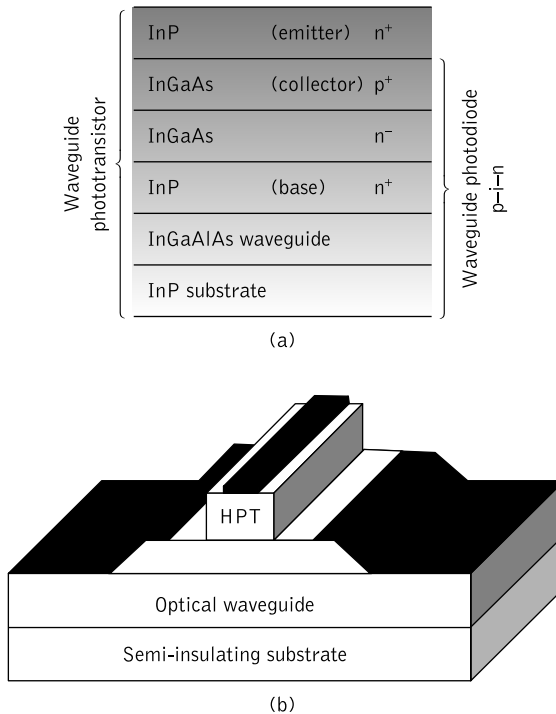 Waveguide
phototransistor
InP (emitter) n⁺
InGaAs (collector) p⁺
InGaAs n⁻
InP (base) n⁺
InGaAlAs waveguide
InP substrate
Waveguide photodiode
p–i–n
(a)
HPT
Optical waveguide
Semi-insulating substrate
(b)